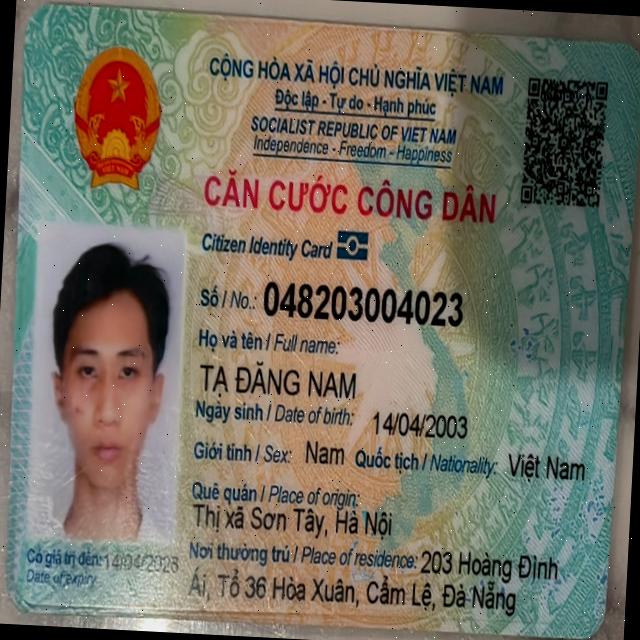 CỘNG HÒA XÃ HỘI CHỦ NGHĨA VIỆT NAM
Độc lập - Tự do - Hạnh phúc
SOCIALIST REPUBLIC OF VIET NAM
Independence - Freedom - Happiness
CĂN CƯỚC CÔNG DÂN
Citizen Identity Card
Số / No.: 048203004023
Họ và tên / Full name:
TẠ ĐĂNG NAM
Ngày sinh / Date of birth: 14/04/2003
Giới tính / Sex: Nam Quốc tịch / Nationality: Việt Nam
Quê quán / Place of origin:
Thị xã Sơn Tây, Hà Nội
Nơi thường trú / Place of residence: 203 Hoàng Đình
Ái, Tổ 36 Hòa Xuân, Cẩm Lệ, Đà Nẵng
Có giá trị đến: 14/04/2028
Date of expiry